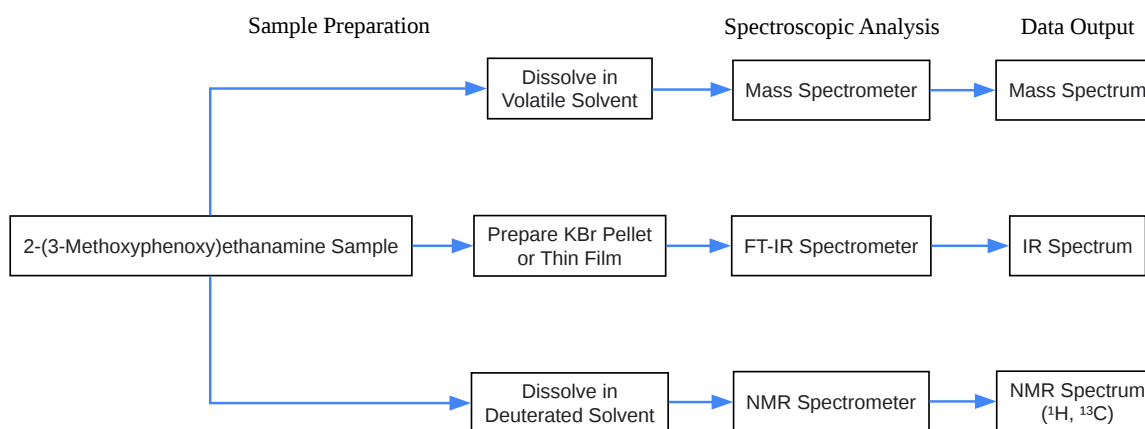 Sample Preparation
Spectroscopic Analysis
Data Output
Dissolve in
Volatile Solvent
Mass Spectrometer
Mass Spectrum
2-(3-Methoxyphenoxy)ethanamine Sample
Prepare KBr Pellet
or Thin Film
FT-IR Spectrometer
IR Spectrum
Dissolve in
Deuterated Solvent
NMR Spectrometer
NMR Spectrum
(¹H, ¹³C)